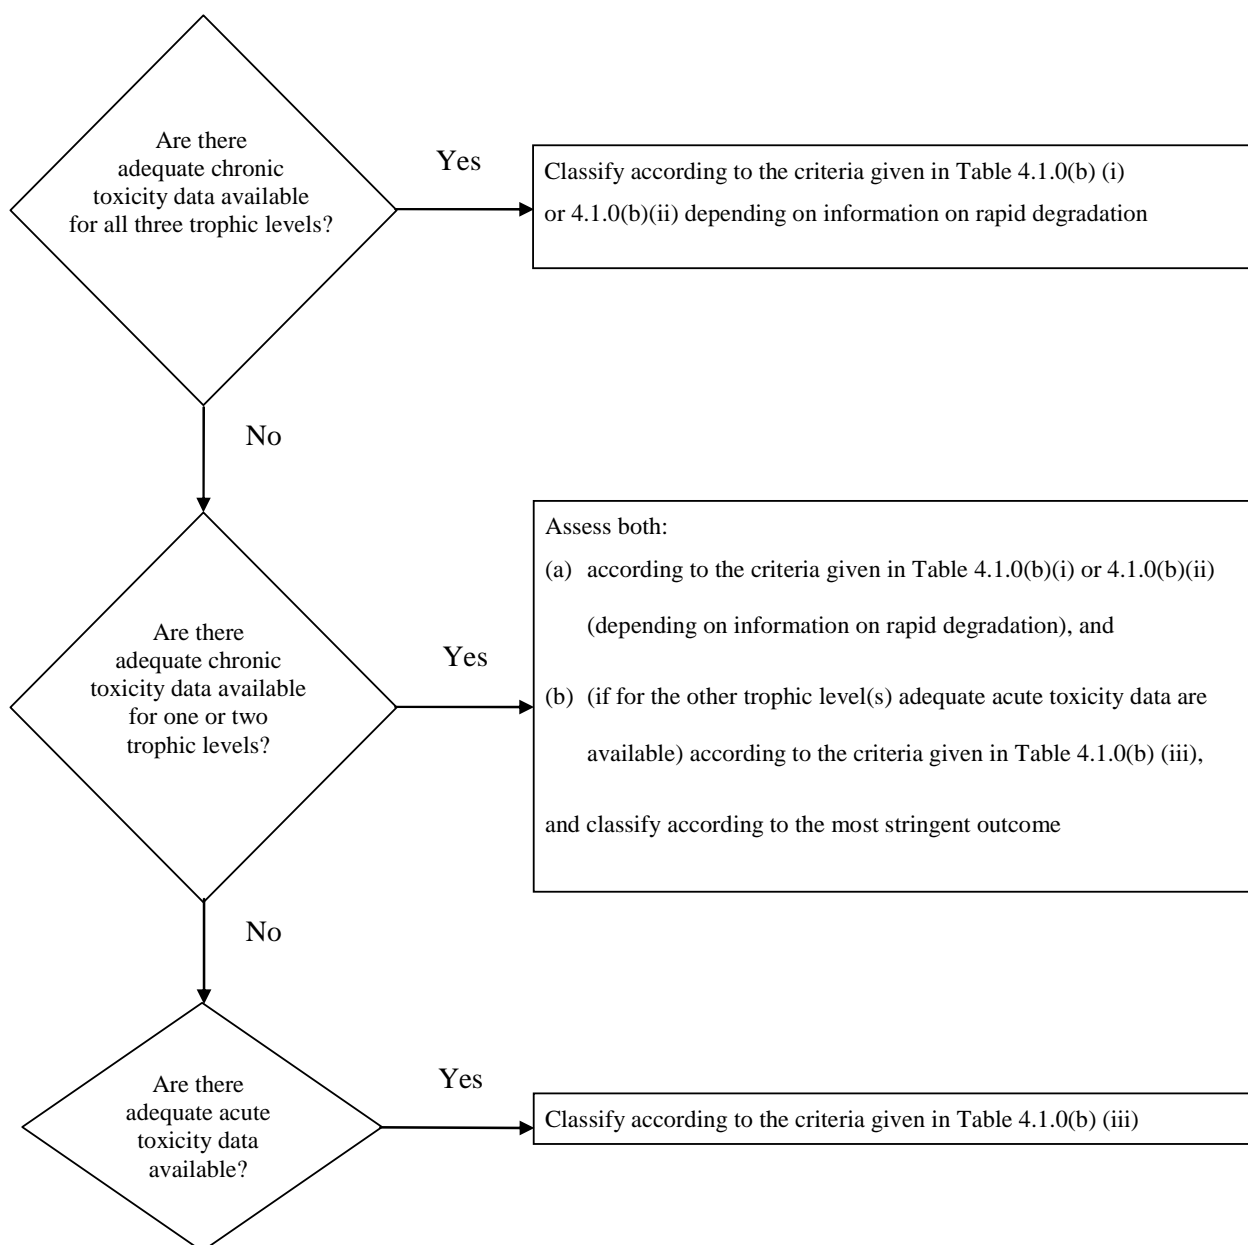 Are there
adequate chronic
toxicity data available
for all three trophic levels?
Yes
Classify according to the criteria given in Table 4.1.0(b) (i)
or 4.1.0(b)(ii) depending on information on rapid degradation
No
Are there
adequate chronic
toxicity data available
for one or two
trophic levels?
Yes
Assess both:
(a) according to the criteria given in Table 4.1.0(b)(i) or 4.1.0(b)(ii)
(depending on information on rapid degradation), and
(b) (if for the other trophic level(s) adequate acute toxicity data are
available) according to the criteria given in Table 4.1.0(b) (iii),
and classify according to the most stringent outcome
No
Are there
adequate acute
toxicity data
available?
Yes
Classify according to the criteria given in Table 4.1.0(b) (iii)